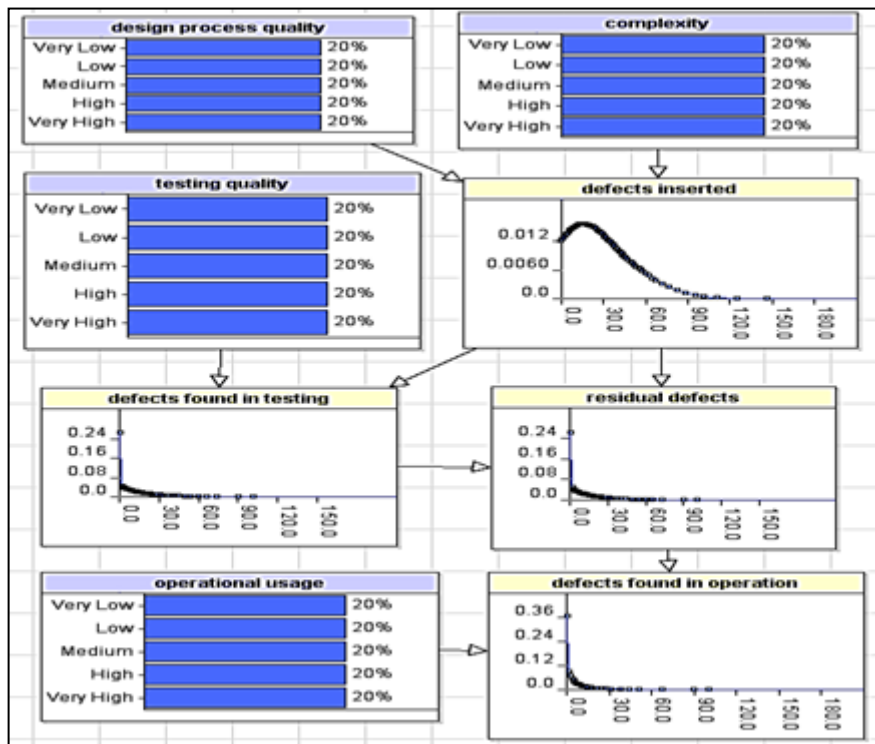 design process quality
Very Low 20%
Low 20%
Medium 20%
High 20%
Very High 20%
complexity
Very Low 20%
Low 20%
Medium 20%
High 20%
Very High 20%
testing quality
Very Low 20%
Low 20%
Medium 20%
High 20%
Very High 20%
defects inserted
0.012
0.0060
0.0
0.0 30.0 60.0 90.0 120.0 150.0 180.0
defects found in testing
0.24
0.16
0.08
0.0
0.0 30.0 60.0 90.0 120.0 150.0
residual defects
0.24
0.16
0.08
0.0
0.0 30.0 60.0 90.0 120.0 150.0
operational usage
Very Low 20%
Low 20%
Medium 20%
High 20%
Very High 20%
defects found in operation
0.36
0.24
0.12
0.0
0.0 30.0 60.0 90.0 120.0 150.0 180.0